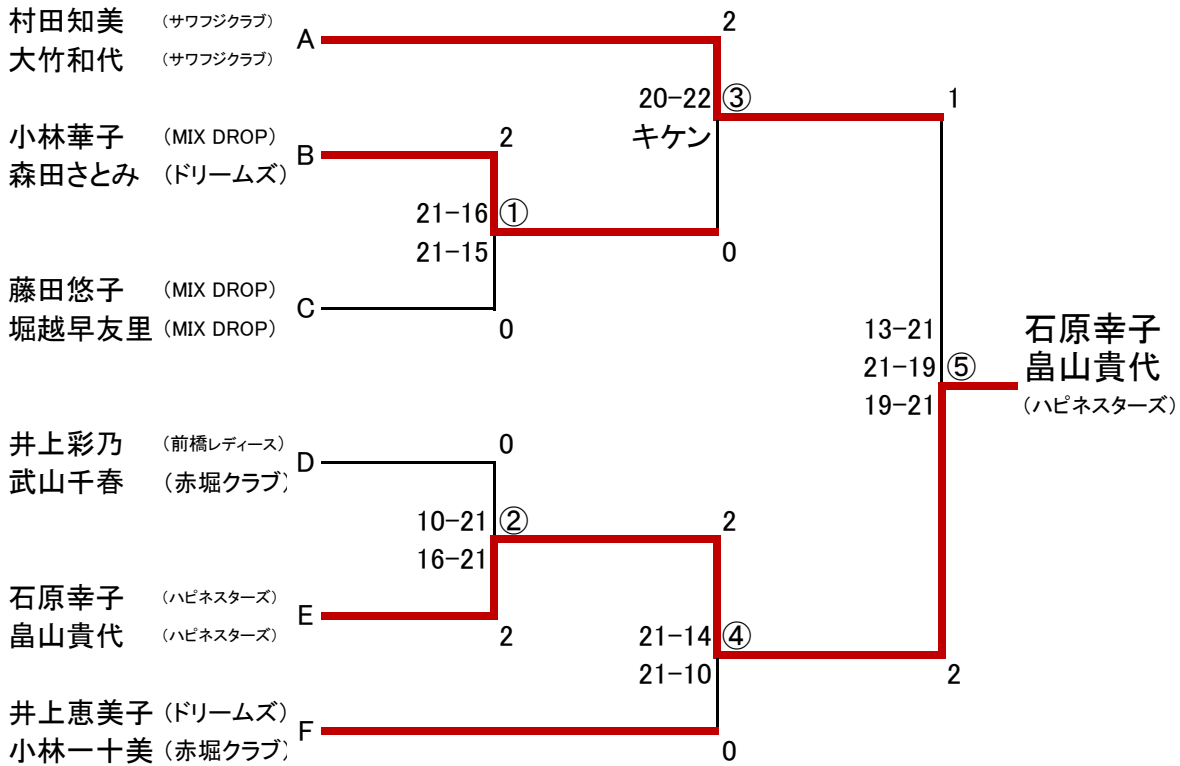 村田知美 (サワフジクラブ)
大竹和代 (サワフジクラブ)
A
2
20-22 ③
キケン
1
小林華子 (MIX DROP)
森田さとみ (ドリームズ)
B
2
21-16 ①
21-15
0
藤田悠子 (MIX DROP)
堀越早友里 (MIX DROP)
C
0
13-21
21-19 ⑤
19-21
石原幸子
畠山貴代
(ハピネスターズ)
井上彩乃 (前橋レディース)
武山千春 (赤堀クラブ)
D
0
10-21 ②
16-21
2
石原幸子 (ハピネスターズ)
畠山貴代 (ハピネスターズ)
E
2
21-14 ④
21-10
2
井上恵美子 (ドリームズ)
小林一十美 (赤堀クラブ)
F
0